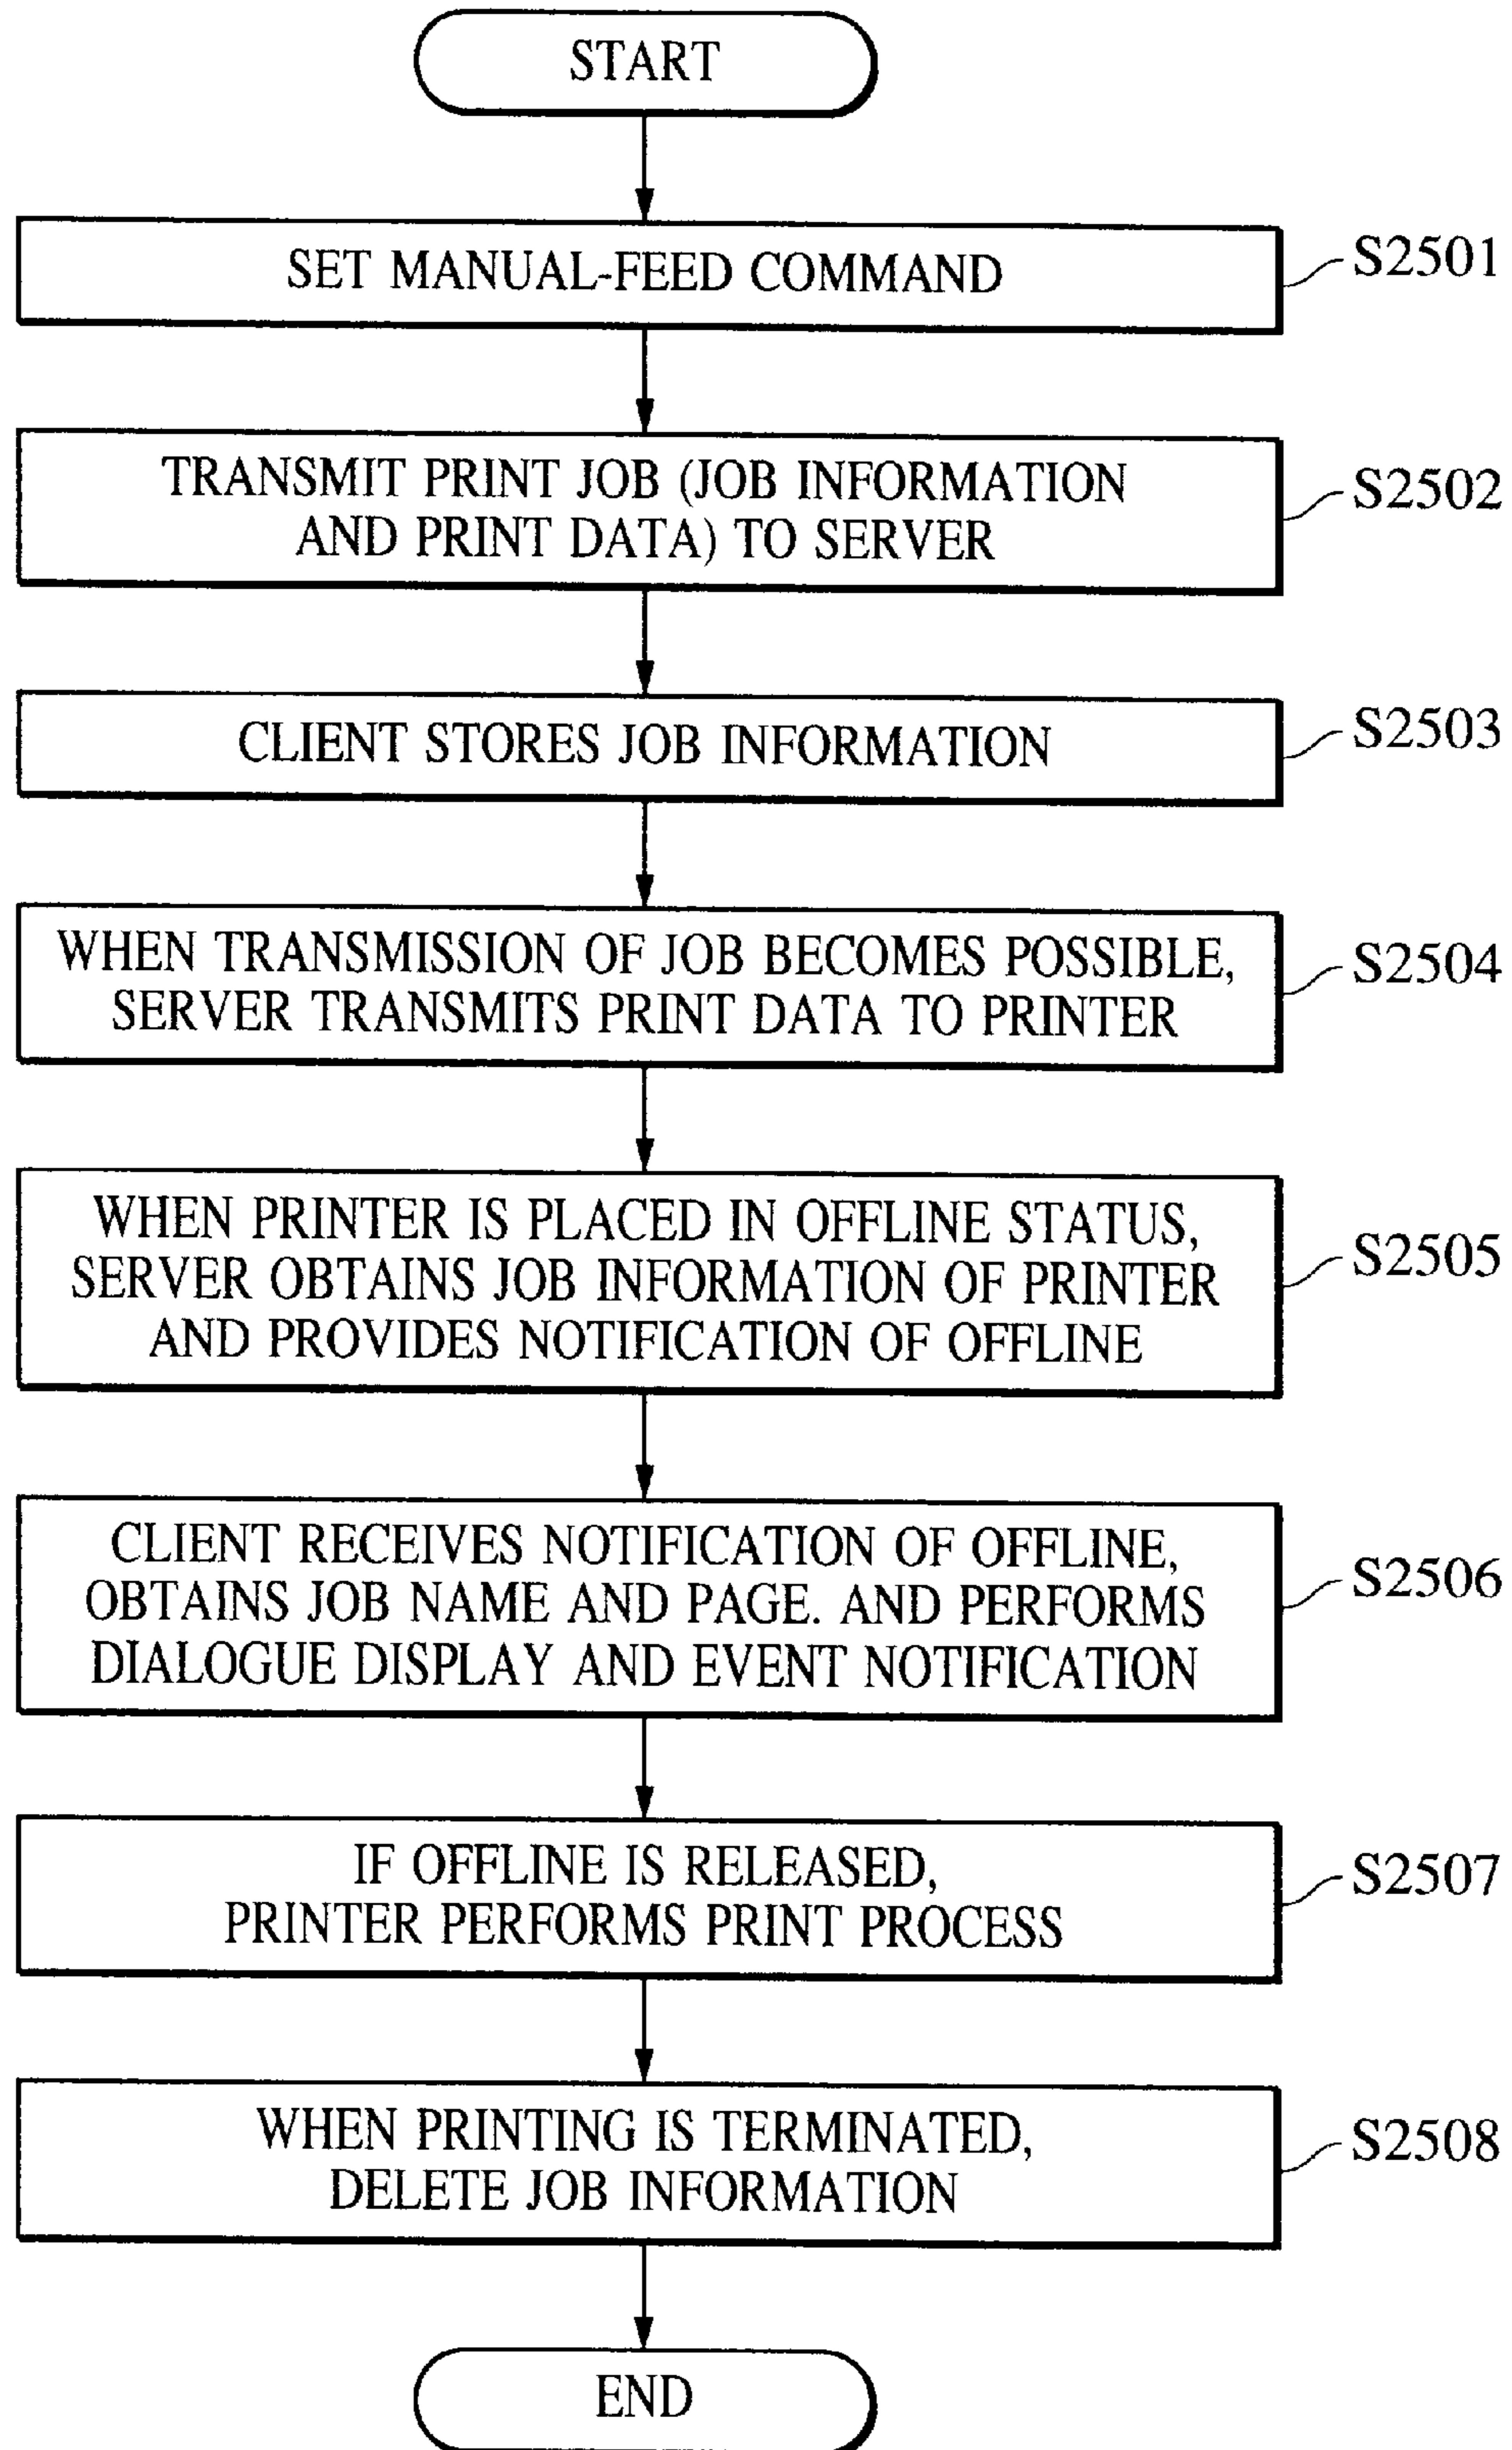 START
SET MANUAL-FEED COMMAND
S2501
TRANSMIT PRINT JOB (JOB INFORMATION
AND PRINT DATA) TO SERVER
S2502
CLIENT STORES JOB INFORMATION
S2503
WHEN TRANSMISSION OF JOB BECOMES POSSIBLE,
SERVER TRANSMITS PRINT DATA TO PRINTER
S2504
WHEN PRINTER IS PLACED IN OFFLINE STATUS,
SERVER OBTAINS JOB INFORMATION OF PRINTER
AND PROVIDES NOTIFICATION OF OFFLINE
S2505
CLIENT RECEIVES NOTIFICATION OF OFFLINE,
OBTAINS JOB NAME AND PAGE. AND PERFORMS
DIALOGUE DISPLAY AND EVENT NOTIFICATION
S2506
IF OFFLINE IS RELEASED,
PRINTER PERFORMS PRINT PROCESS
S2507
WHEN PRINTING IS TERMINATED,
DELETE JOB INFORMATION
S2508
END